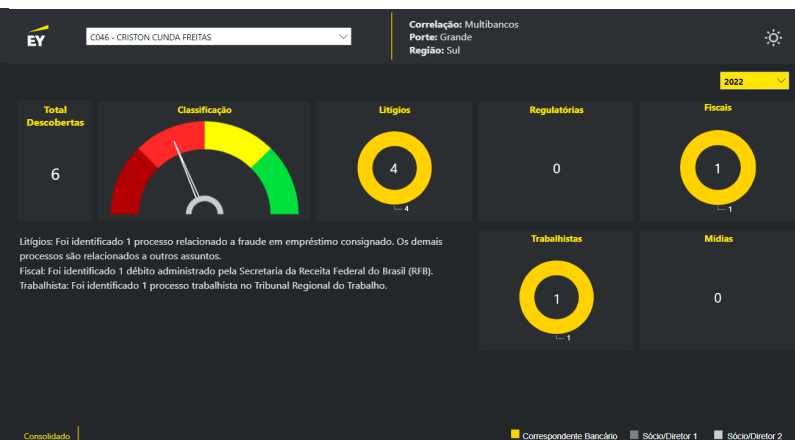 EY
C046 - CRISTON CUNDA FREITAS
Correlação: Multibancos
Porte: Grande
Região: Sul
2022
Total
Descobertas
6
Classificação
Litígios
4
4
Regulatórias
0
Fiscais
1
1
Litígios: Foi identificado 1 processo relacionado a fraude em empréstimo consignado. Os demais
processos são relacionados a outros assuntos.
Fiscal: Foi identificado 1 débito administrado pela Secretaria da Receita Federal do Brasil (RFB).
Trabalhista: Foi identificado 1 processo trabalhista no Tribunal Regional do Trabalho.
Trabalhistas
1
1
Mídias
0
Consolidado
Correspondente Bancário
Sócio/Diretor 1
Sócio/Diretor 2